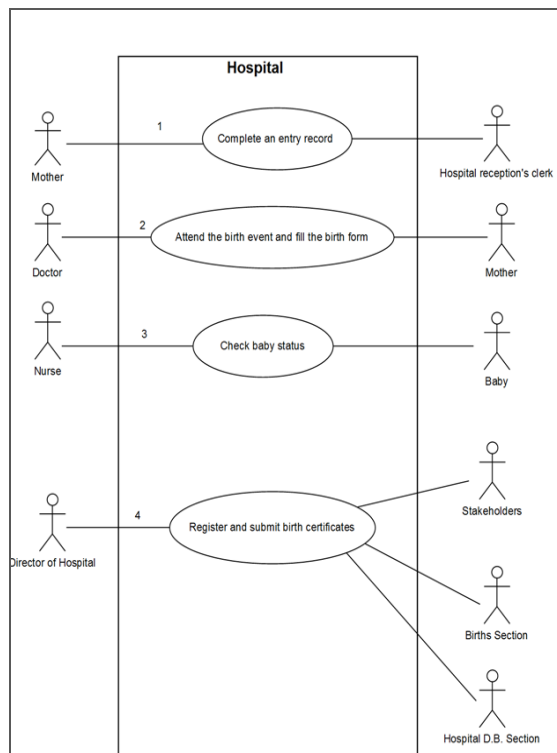 Hospital
1
Complete an entry record
Mother
Hospital reception's clerk
2
Attend the birth event and fill the birth form
Doctor
Mother
3
Check baby status
Nurse
Baby
Stakeholders
4
Register and submit birth certificates
Director of Hospital
Births Section
Hospital D.B. Section